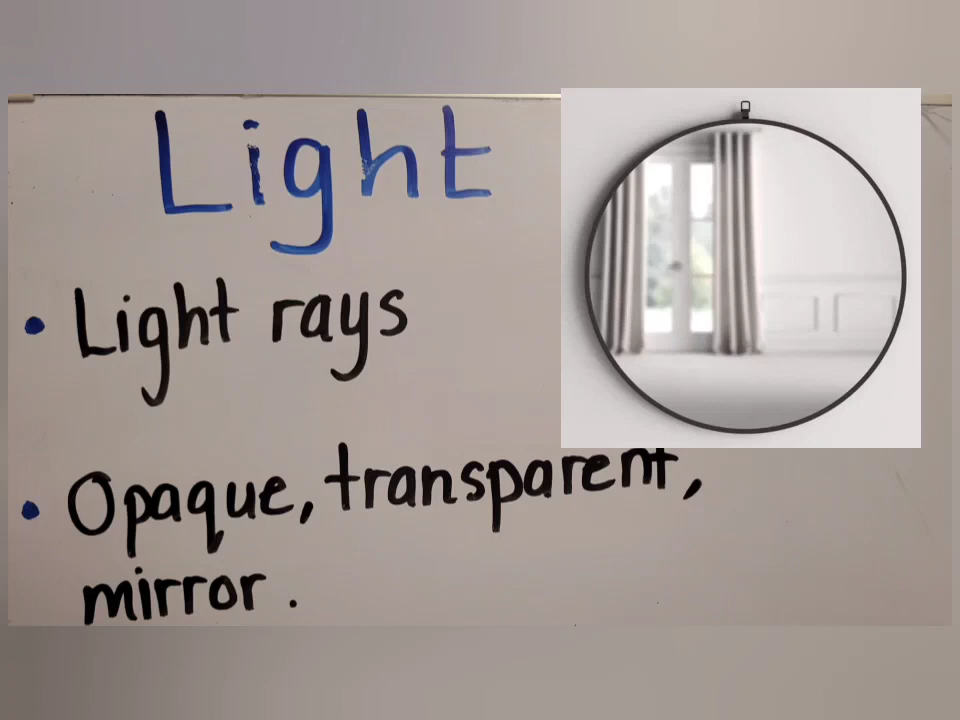 Light
• Light rays
• Opaque, transparent,
mirror.